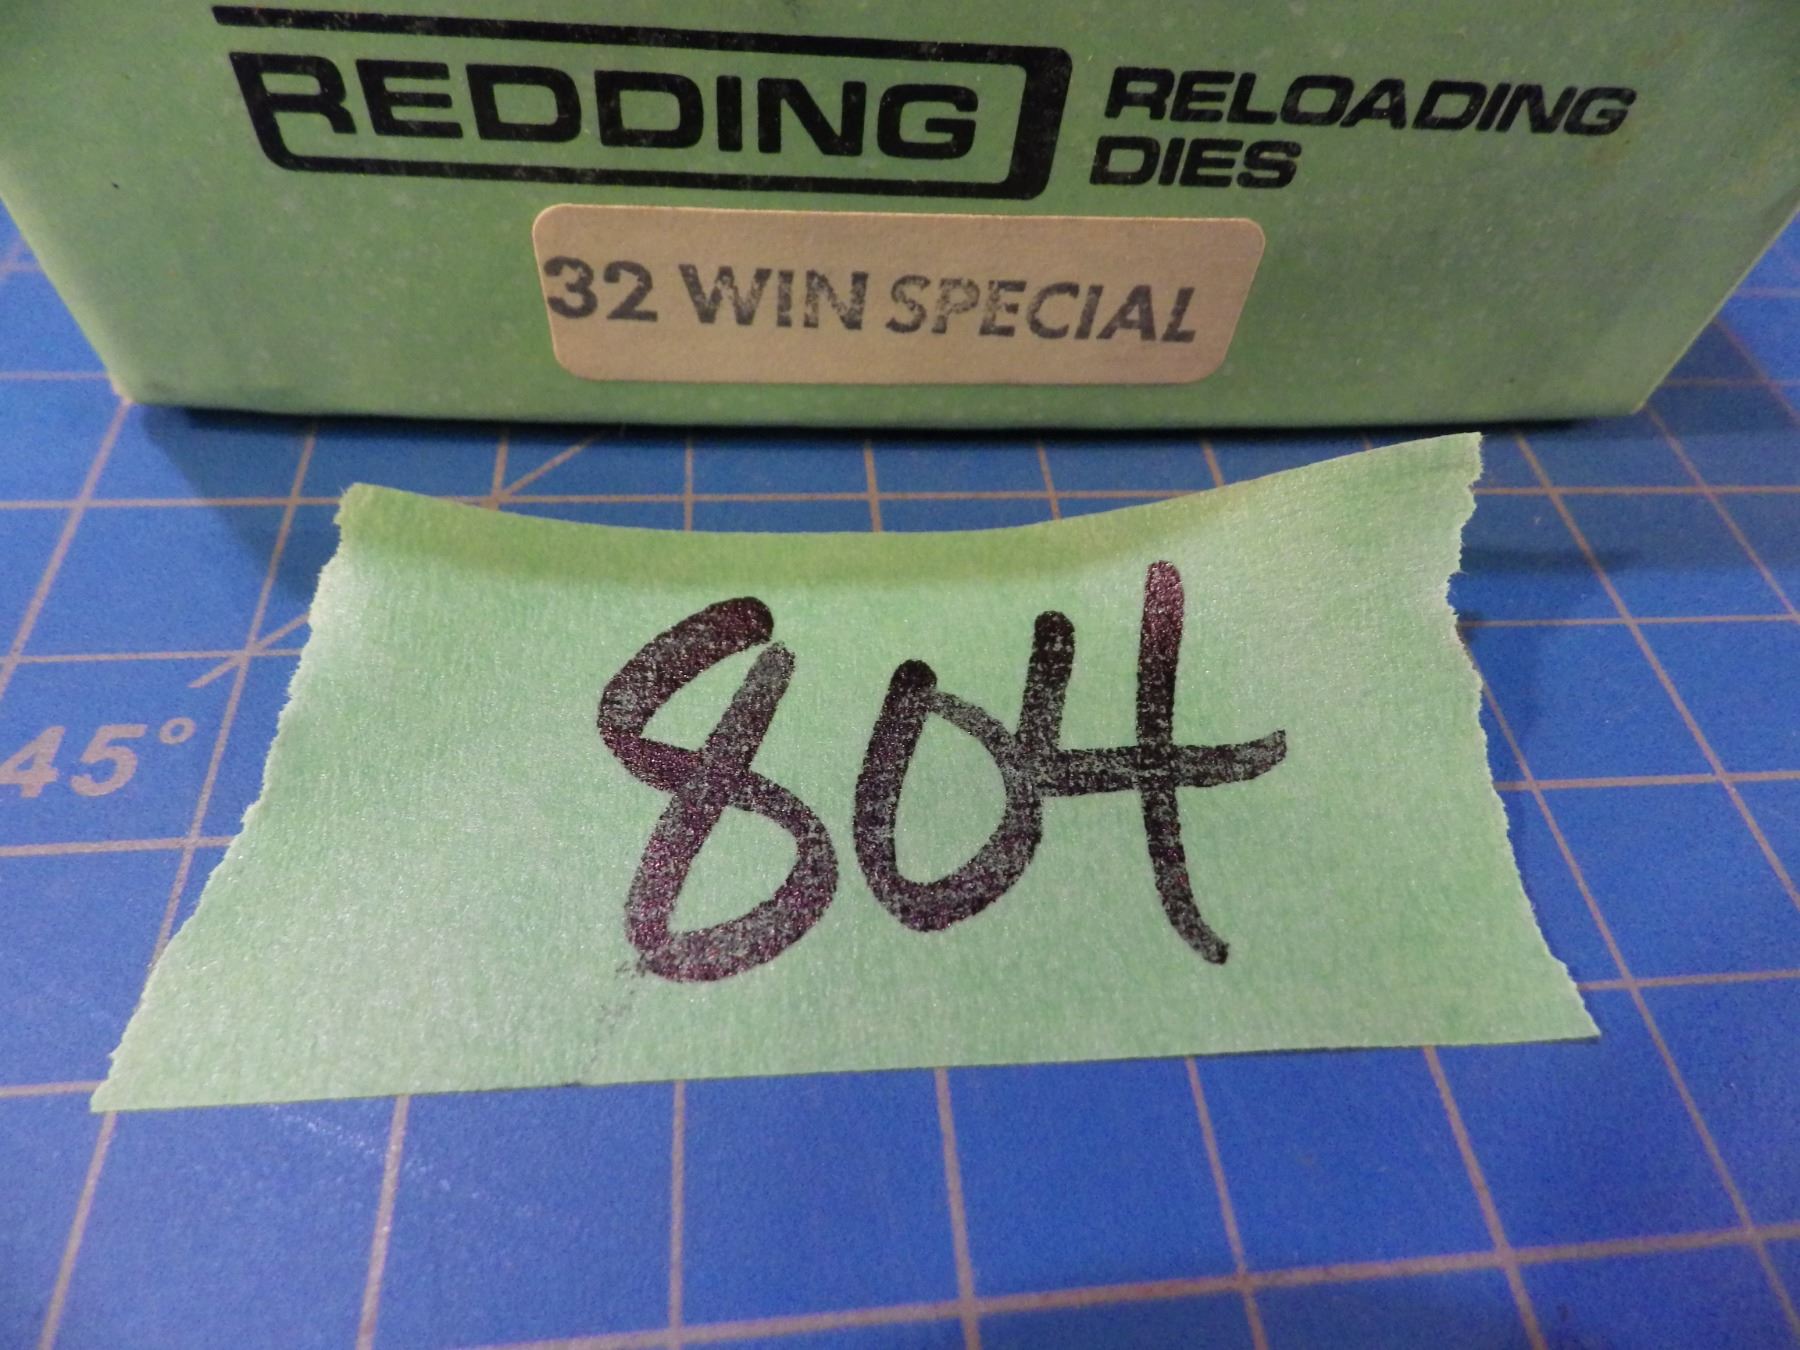 REDDING RELOADING
DIES
32 WIN SPECIAL
804
45°